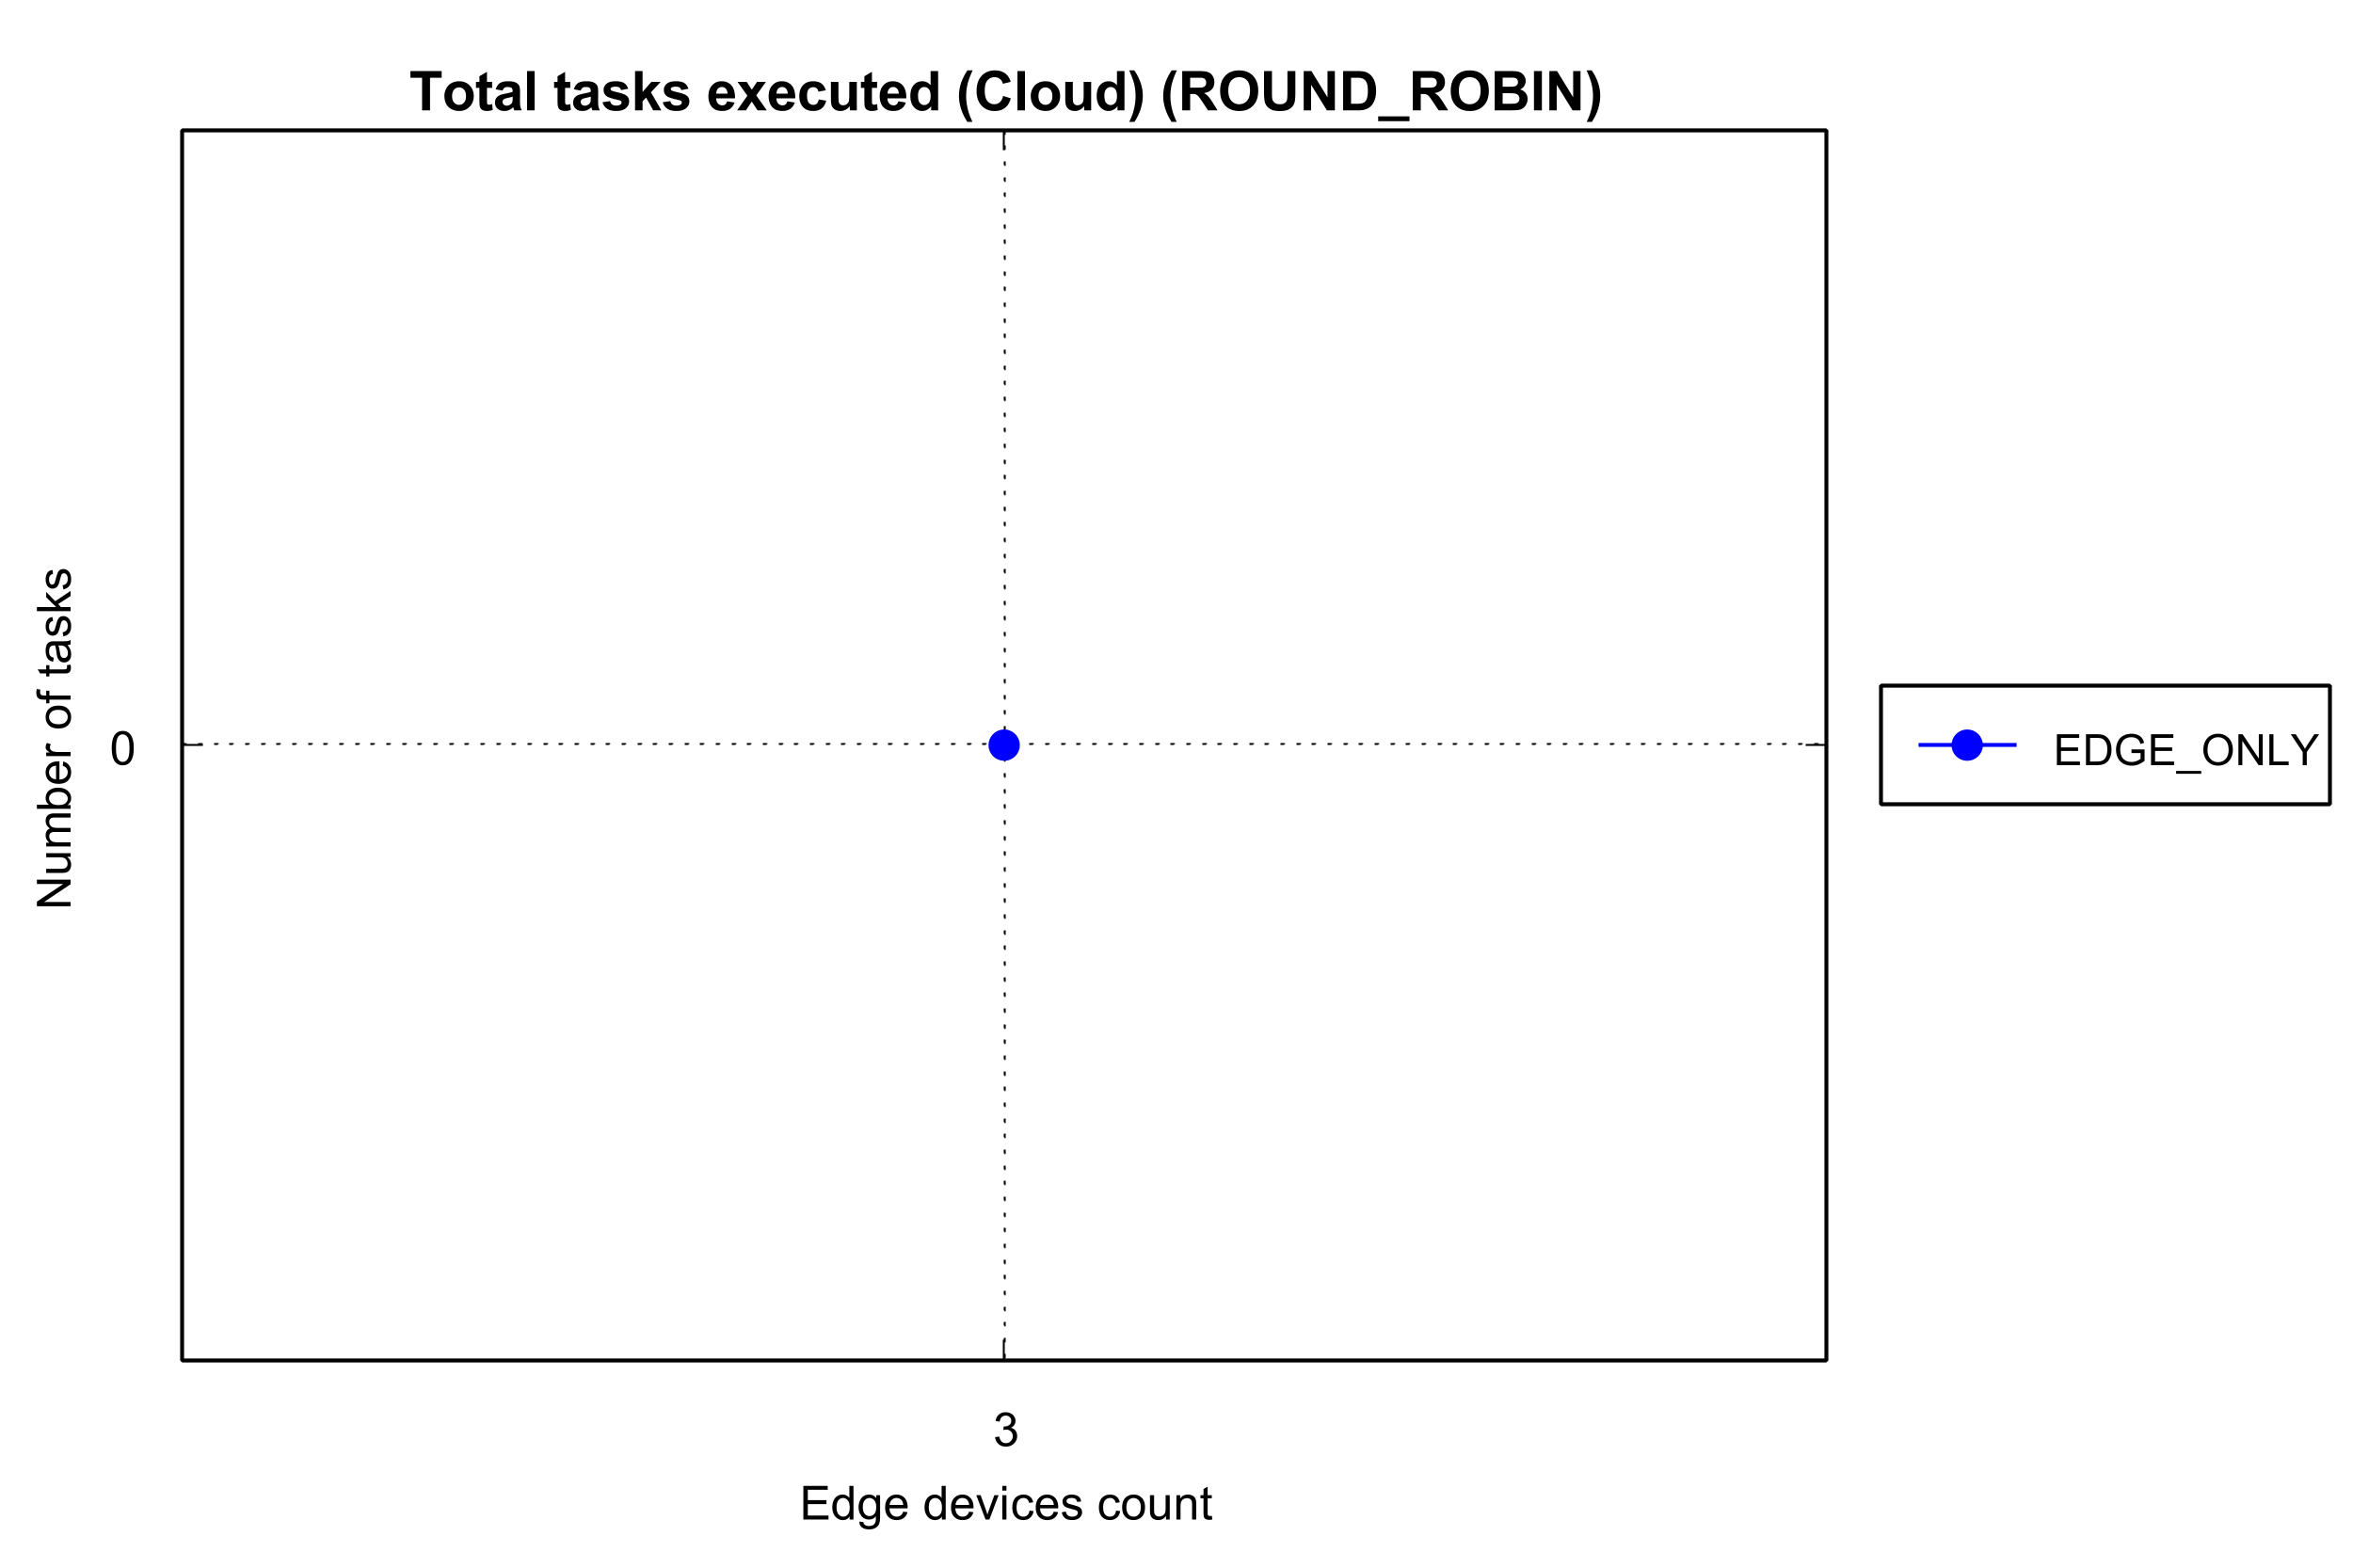 Total tasks executed (Cloud) (ROUND_ROBIN)
Number of tasks
0
EDGE_ONLY
3
Edge devices count